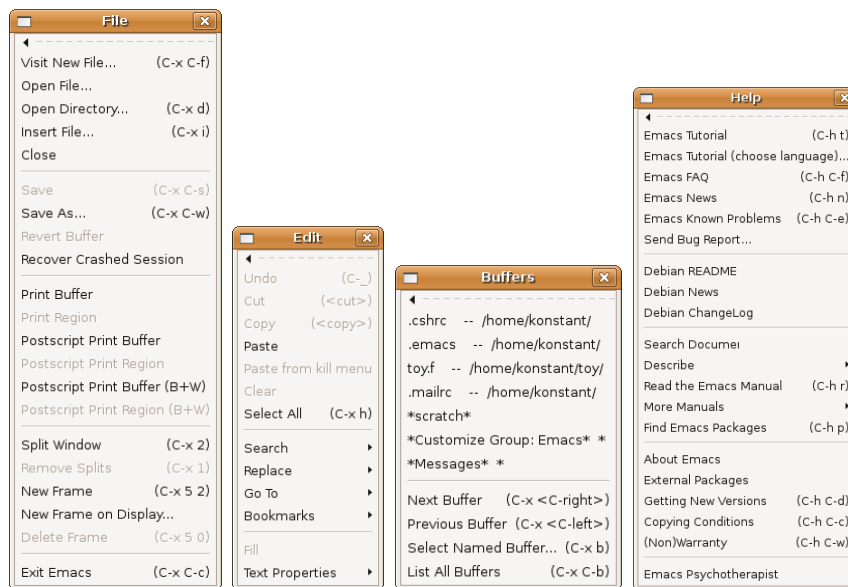 File
Visit New File... (C-x C-f)
Open File...
Open Directory... (C-x d)
Insert File... (C-x i)
Close
Save (C-x C-s)
Save As... (C-x C-w)
Revert Buffer
Recover Crashed Session
Print Buffer
Print Region
Postscript Print Buffer
Postscript Print Region
Postscript Print Buffer (B+W)
Postscript Print Region (B+W)
Split Window (C-x 2)
Remove Splits (C-x 1)
New Frame (C-x 5 2)
New Frame on Display...
Delete Frame (C-x 5 0)
Exit Emacs (C-x C-c)
Edit
Undo (C-_)
Cut (<cut>)
Copy (<copy>)
Paste
Paste from kill menu
Clear
Select All (C-x h)
Search
Replace
Go To
Bookmarks
Fill
Text Properties
Buffers
.cshrc -- /home/konstant/
.emacs -- /home/konstant/
toy.f -- /home/konstant/toy/
.mailrc -- /home/konstant/
*scratch*
*Customize Group: Emacs* *
*Messages* *
Next Buffer (C-x <C-right>)
Previous Buffer (C-x <C-left>)
Select Named Buffer... (C-x b)
List All Buffers (C-x C-b)
Help
Emacs Tutorial (C-h t)
Emacs Tutorial (choose language)...
Emacs FAQ (C-h C-f)
Emacs News (C-h n)
Emacs Known Problems (C-h C-e)
Send Bug Report...
Debian README
Debian News
Debian ChangeLog
Search Documer
Describe
Read the Emacs Manual (C-h r)
More Manuals
Find Emacs Packages (C-h p)
About Emacs
External Packages
Getting New Versions (C-h C-d)
Copying Conditions (C-h C-c)
(Non)Warranty (C-h C-w)
Emacs Psychotherapist